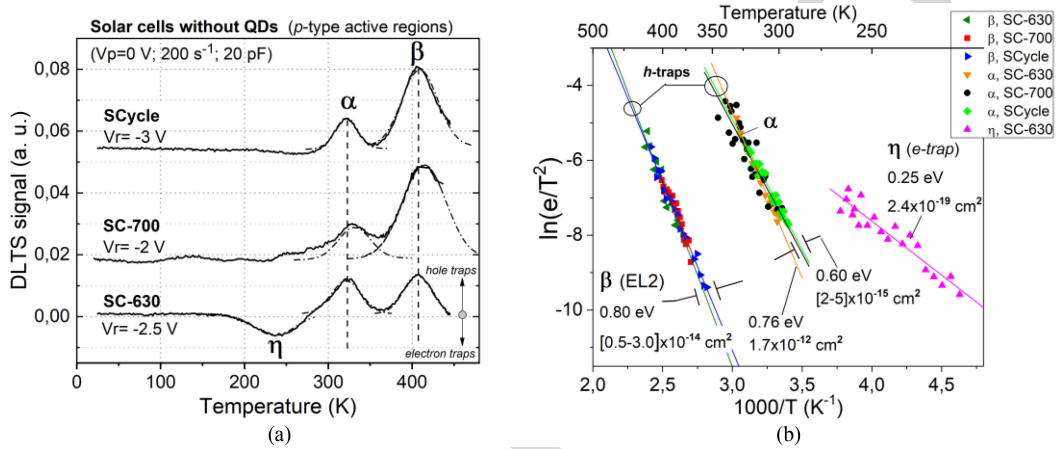 Solar cells without QDs (p-type active regions)
(Vp=0 V; 200 s⁻¹; 20 pF)
β
α
SCycle
Vr= -3 V
SC-700
Vr= -2 V
SC-630
Vr= -2.5 V
η
hole traps
electron traps
0,08
0,06
0,04
0,02
0,00
DLTS signal (a. u.)
0 100 200 300 400
Temperature (K)
(a)
Temperature (K)
500 400 350 300 250
β, SC-630
β, SC-700
β, SCycle
α, SC-630
α, SC-700
α, SCycle
η, SC-630
h-traps
α
η (e-trap)
0.25 eV
2.4x10⁻¹⁹ cm²
β (EL2)
0.80 eV
[0.5-3.0]x10⁻¹⁴ cm²
0.76 eV
1.7x10⁻¹² cm²
0.60 eV
[2-5]x10⁻¹⁵ cm²
-4
-6
-8
-10
ln(e/T²)
2,0 2,5 3,0 3,5 4,0 4,5
1000/T (K⁻¹)
(b)